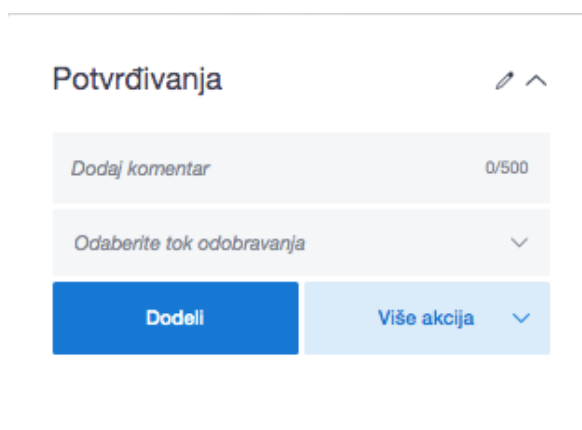 Potvrđivanja
Dodaj komentar 0/500
Odaberite tok odobravanja
Dodeli Više akcija